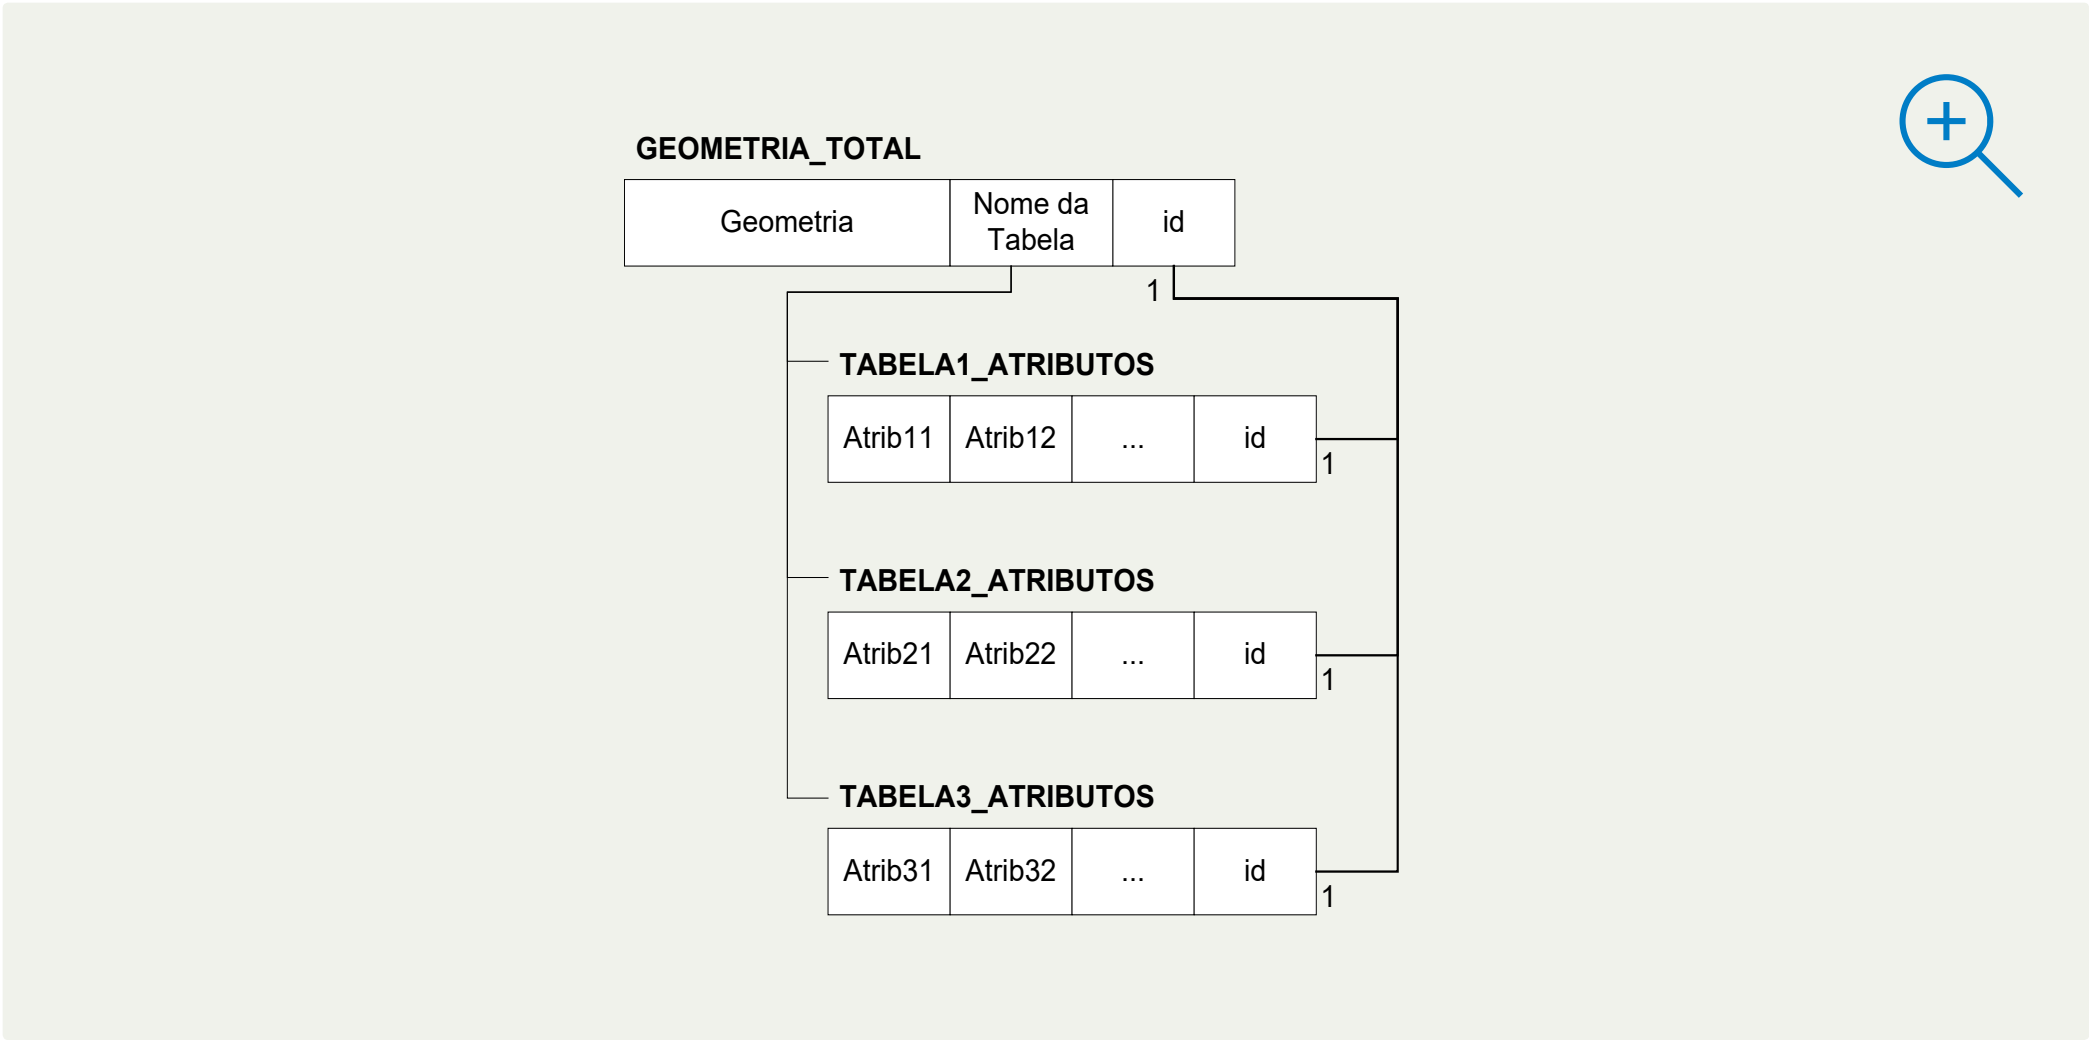 GEOMETRIA_TOTAL
Geometria
Nome da
Tabela
id
1
TABELA1_ATRIBUTOS
Atrib11 Atrib12 ... id
1
TABELA2_ATRIBUTOS
Atrib21 Atrib22 ... id
1
TABELA3_ATRIBUTOS
Atrib31 Atrib32 ... id
1